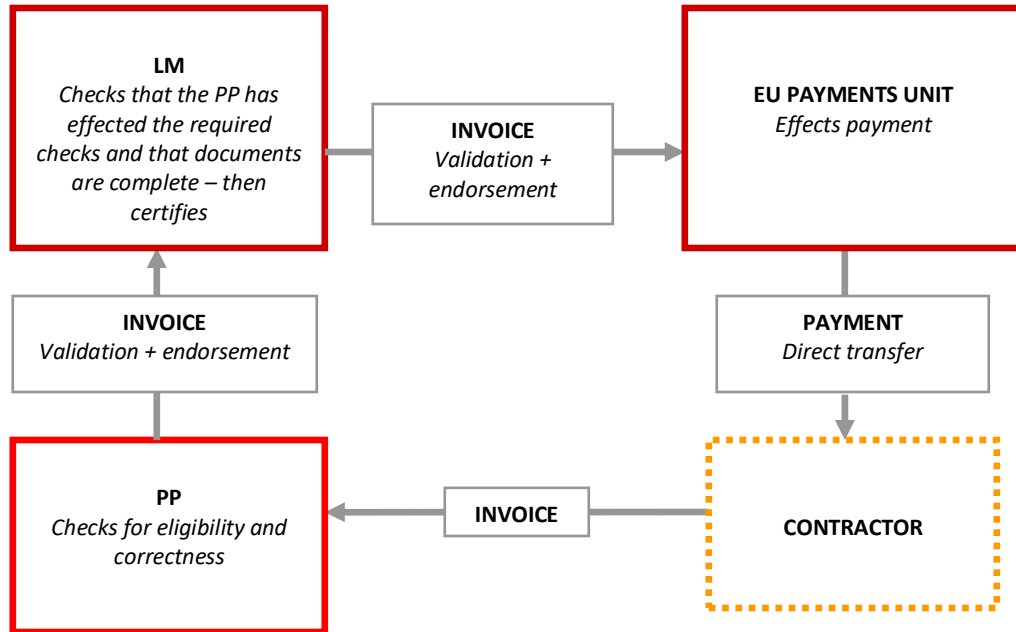 LM
Checks that the PP has
effected the required
checks and that documents
are complete – then
certifies
INVOICE
Validation +
endorsement
EU PAYMENTS UNIT
Effects payment
INVOICE
Validation + endorsement
PAYMENT
Direct transfer
PP
Checks for eligibility and
correctness
INVOICE
CONTRACTOR